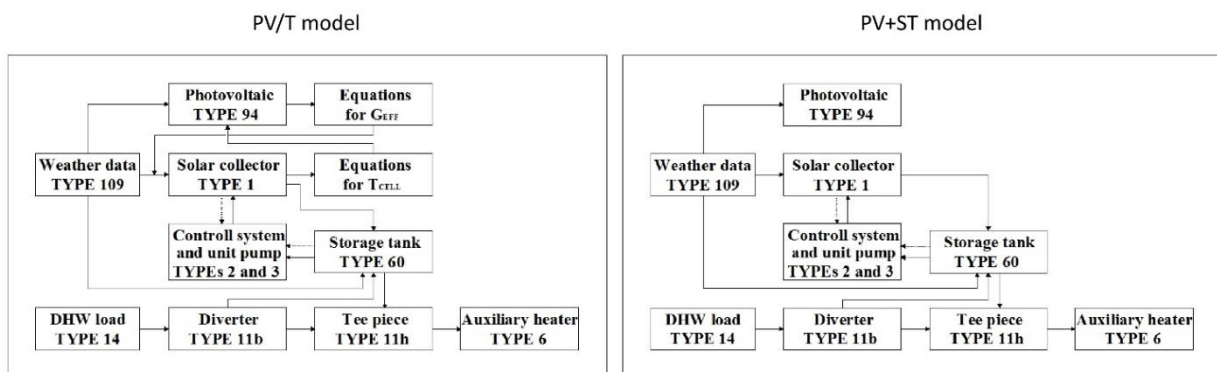 PV/T model
Photovoltaic
TYPE 94
Equations
for G_EFF
Weather data
TYPE 109
Solar collector
TYPE 1
Equations
for T_CELL
Controll system
and unit pump
TYPEs 2 and 3
Storage tank
TYPE 60
DHW load
TYPE 14
Diverter
TYPE 11b
Tee piece
TYPE 11h
Auxiliary heater
TYPE 6
PV+ST model
Photovoltaic
TYPE 94
Weather data
TYPE 109
Solar collector
TYPE 1
Controll system
and unit pump
TYPEs 2 and 3
Storage tank
TYPE 60
DHW load
TYPE 14
Diverter
TYPE 11b
Tee piece
TYPE 11h
Auxiliary heater
TYPE 6